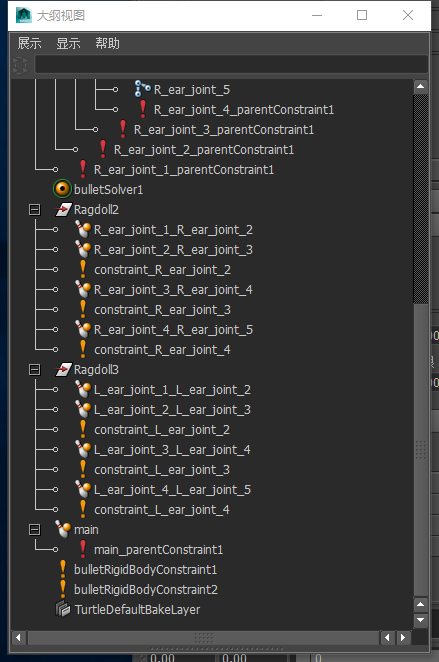 大纲视图
展示 显示 帮助
R_ear_joint_5
R_ear_joint_4_parentConstraint1
R_ear_joint_3_parentConstraint1
R_ear_joint_2_parentConstraint1
R_ear_joint_1_parentConstraint1
bulletSolver1
Ragdoll2
R_ear_joint_1_R_ear_joint_2
R_ear_joint_2_R_ear_joint_3
constraint_R_ear_joint_2
R_ear_joint_3_R_ear_joint_4
constraint_R_ear_joint_3
R_ear_joint_4_R_ear_joint_5
constraint_R_ear_joint_4
Ragdoll3
L_ear_joint_1_L_ear_joint_2
L_ear_joint_2_L_ear_joint_3
constraint_L_ear_joint_2
L_ear_joint_3_L_ear_joint_4
constraint_L_ear_joint_3
L_ear_joint_4_L_ear_joint_5
constraint_L_ear_joint_4
main
main_parentConstraint1
bulletRigidBodyConstraint1
bulletRigidBodyConstraint2
TurtleDefaultBakeLayer
0.00 0.00 0